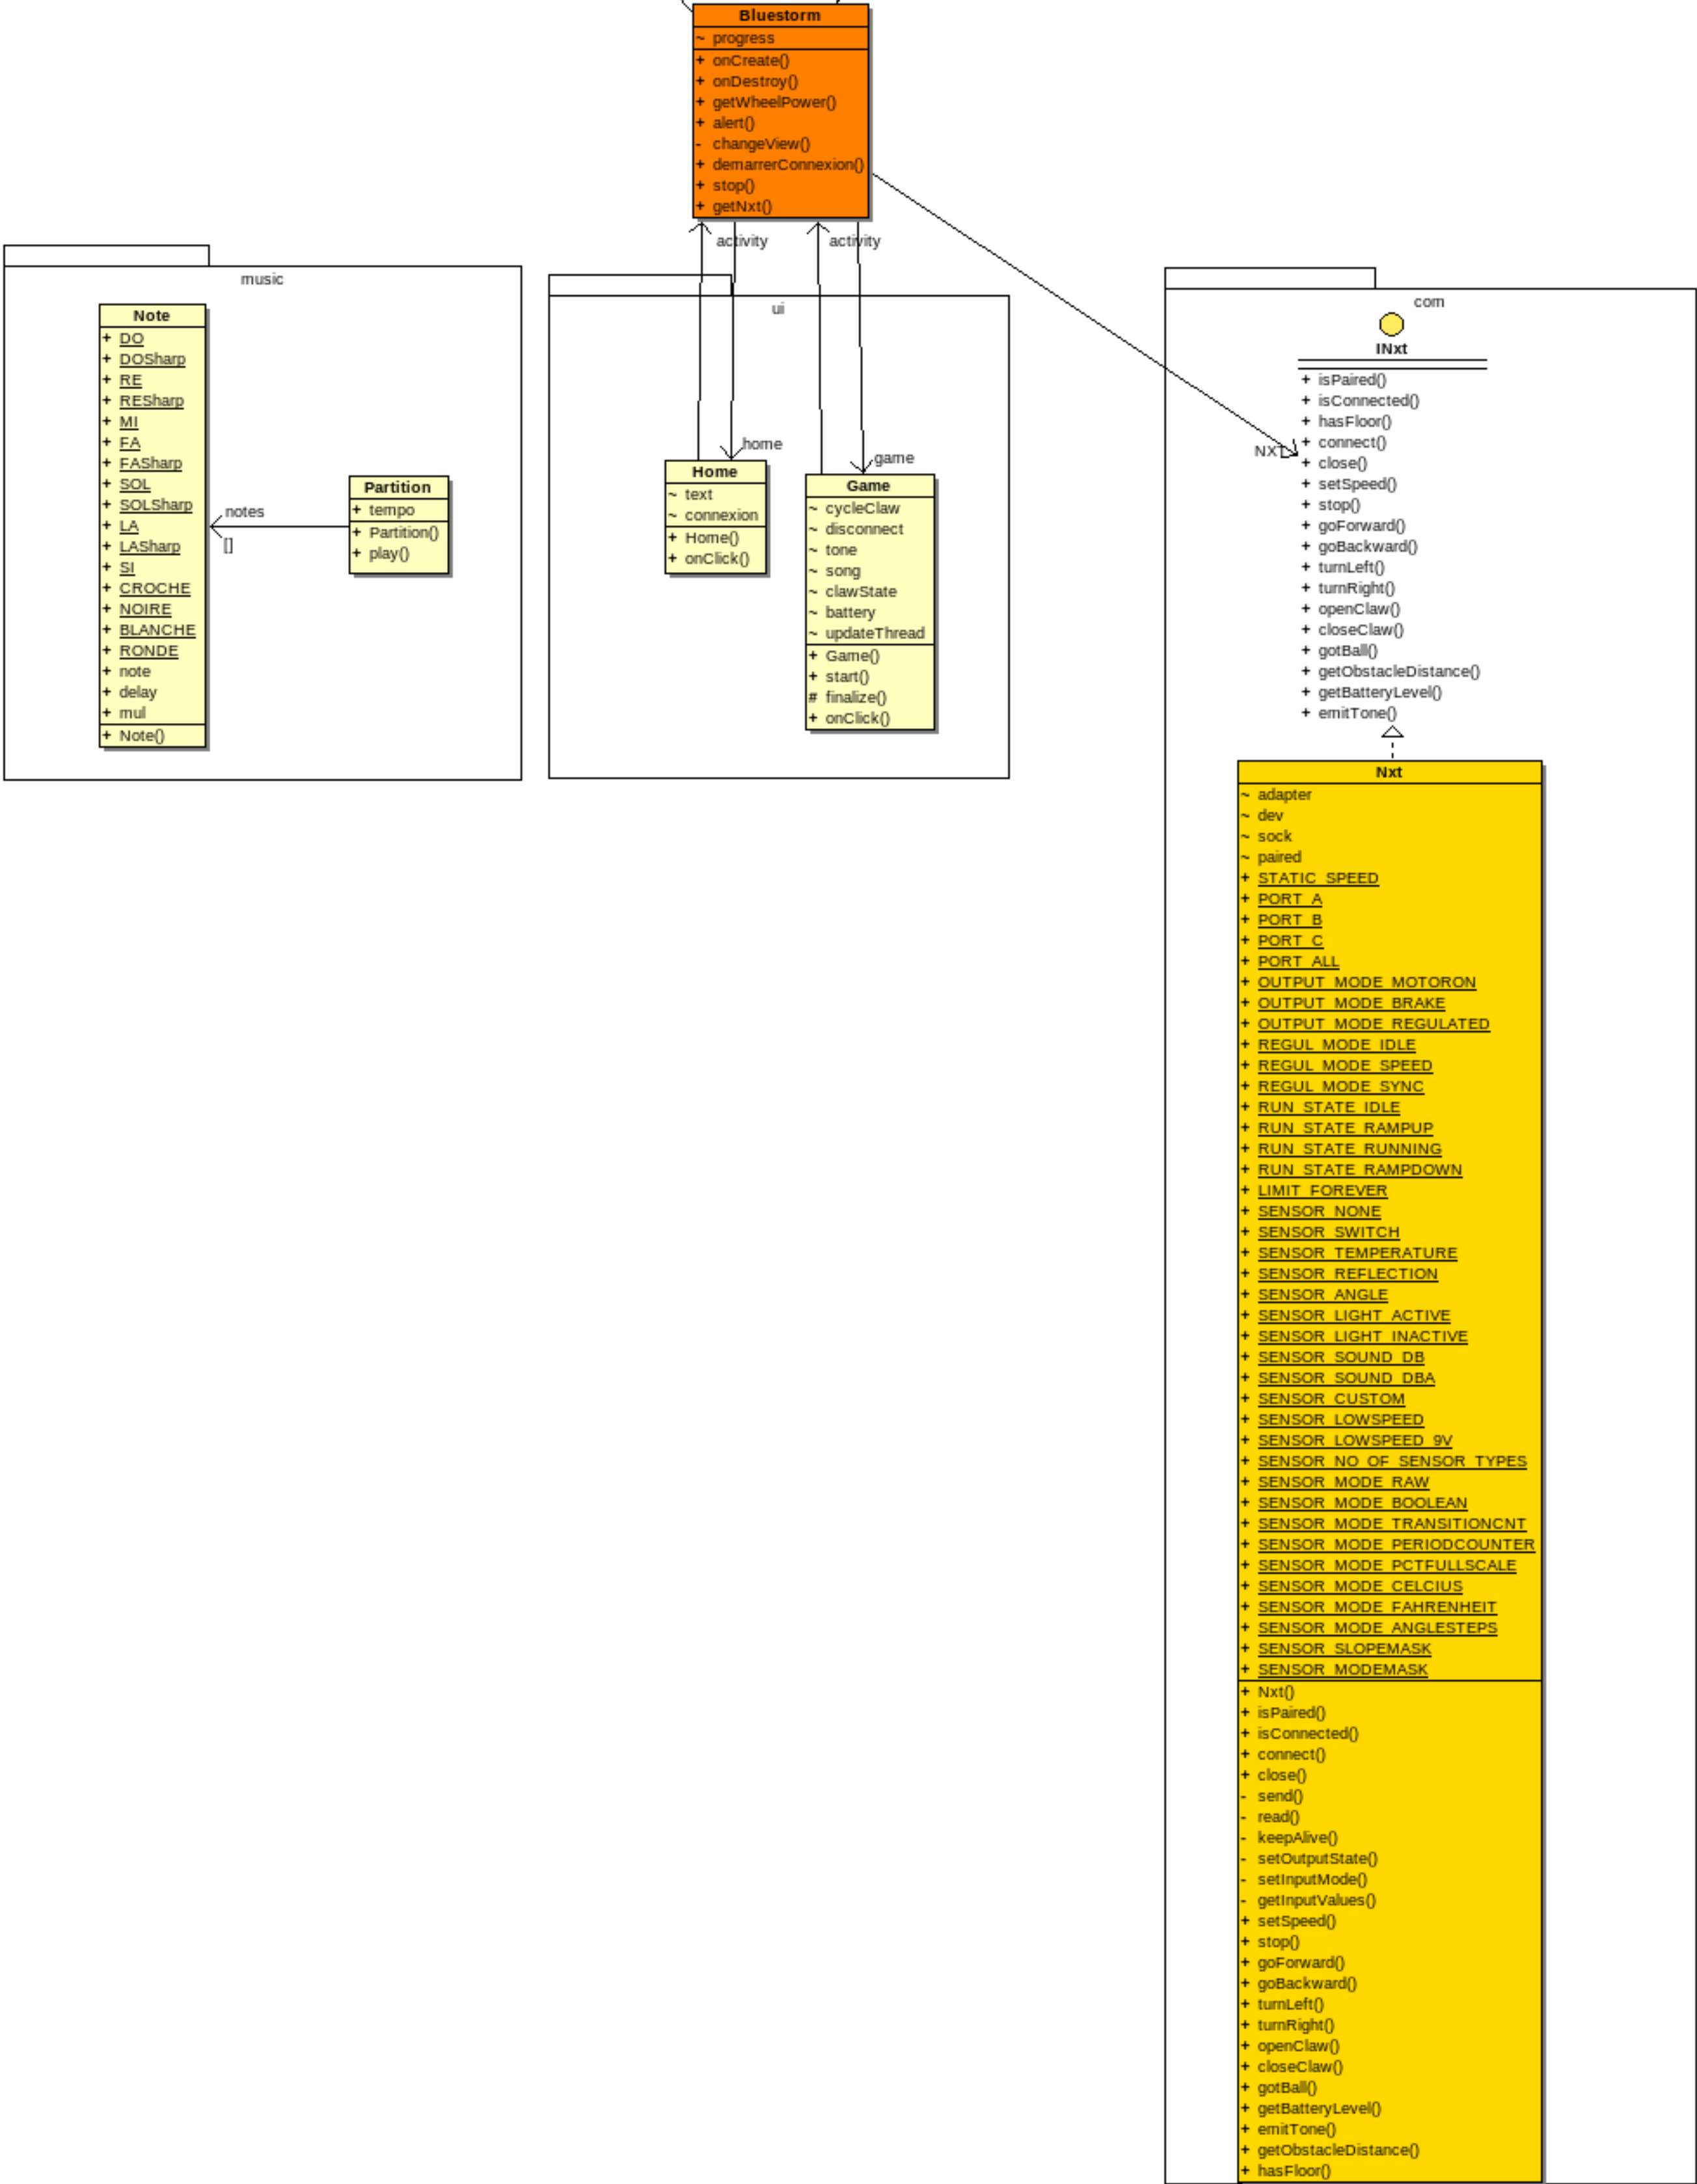 Bluestorm
~ progress
+ onCreate()
+ onDestroy()
+ getWheelPower()
+ alert()
- changeView()
+ demarrerConnexion()
+ stop()
+ getNxt()
activity
activity
music
Note
+ DO
+ DOSharp
+ RE
+ RESharp
+ MI
+ FA
+ FASharp
+ SOL
+ SOLSharp
+ LA
+ LASharp
+ SI
+ CROCHE
+ NOIRE
+ BLANCHE
+ RONDE
+ note
+ delay
+ mul
+ Note()
notes
[]
Partition
+ tempo
+ Partition()
+ play()
ui
home
Home
~ text
~ connexion
+ Home()
+ onClick()
game
Game
~ cycleClaw
~ disconnect
~ tone
~ song
~ clawState
~ battery
~ updateThread
+ Game()
+ start()
# finalize()
+ onClick()
com
INxt
+ isPaired()
+ isConnected()
+ hasFloor()
+ connect()
NXT
+ close()
+ setSpeed()
+ stop()
+ goForward()
+ goBackward()
+ turnLeft()
+ turnRight()
+ openClaw()
+ closeClaw()
+ gotBall()
+ getObstacleDistance()
+ getBatteryLevel()
+ emitTone()
Nxt
~ adapter
~ dev
~ sock
~ paired
+ STATIC_SPEED
+ PORT_A
+ PORT_B
+ PORT_C
+ PORT_ALL
+ OUTPUT_MODE_MOTORON
+ OUTPUT_MODE_BRAKE
+ OUTPUT_MODE_REGULATED
+ REGUL_MODE_IDLE
+ REGUL_MODE_SPEED
+ REGUL_MODE_SYNC
+ RUN_STATE_IDLE
+ RUN_STATE_RAMPUP
+ RUN_STATE_RUNNING
+ RUN_STATE_RAMPDOWN
+ LIMIT_FOREVER
+ SENSOR_NONE
+ SENSOR_SWITCH
+ SENSOR_TEMPERATURE
+ SENSOR_REFLECTION
+ SENSOR_ANGLE
+ SENSOR_LIGHT_ACTIVE
+ SENSOR_LIGHT_INACTIVE
+ SENSOR_SOUND_DB
+ SENSOR_SOUND_DBA
+ SENSOR_CUSTOM
+ SENSOR_LOWSPEED
+ SENSOR_LOWSPEED_9V
+ SENSOR_NO_OF_SENSOR_TYPES
+ SENSOR_MODE_RAW
+ SENSOR_MODE_BOOLEAN
+ SENSOR_MODE_TRANSITIONCNT
+ SENSOR_MODE_PERIODCOUNTER
+ SENSOR_MODE_PCTFULLSCALE
+ SENSOR_MODE_CELCIUS
+ SENSOR_MODE_FAHRENHEIT
+ SENSOR_MODE_ANGLESTEPS
+ SENSOR_SLOPEMASK
+ SENSOR_MODEMASK
+ Nxt()
+ isPaired()
+ isConnected()
+ connect()
+ close()
- send()
- read()
- keepAlive()
- setOutputState()
- setInputMode()
- getInputValues()
+ setSpeed()
+ stop()
+ goForward()
+ goBackward()
+ turnLeft()
+ turnRight()
+ openClaw()
+ closeClaw()
+ gotBall()
+ getBatteryLevel()
+ emitTone()
+ getObstacleDistance()
+ hasFloor()